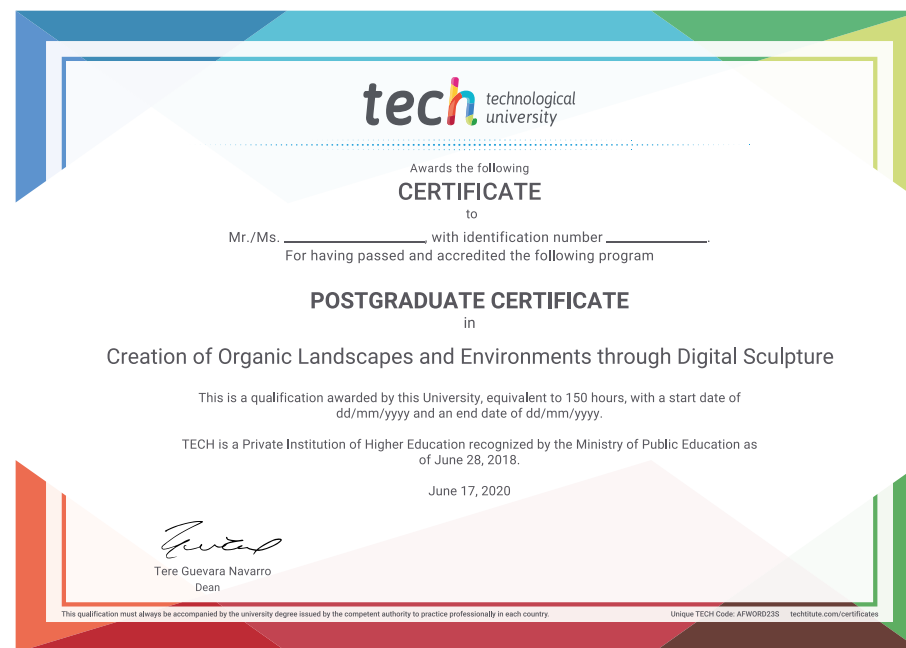 tech technological
university
Awards the following
CERTIFICATE
to
Mr./Ms. ____________, with identification number ____________.
For having passed and accredited the following program
POSTGRADUATE CERTIFICATE
in
Creation of Organic Landscapes and Environments through Digital Sculpture
This is a qualification awarded by this University, equivalent to 150 hours, with a start date of
dd/mm/yyyy and an end date of dd/mm/yyyy.
TECH is a Private Institution of Higher Education recognized by the Ministry of Public Education as
of June 28, 2018.
June 17, 2020
Tere Guevara Navarro
Dean
This qualification must always be accompanied by the university degree issued by the competent authority to practice professionally in each country. Unique TECH Code: AFWORD23S techtitute.com/certificates